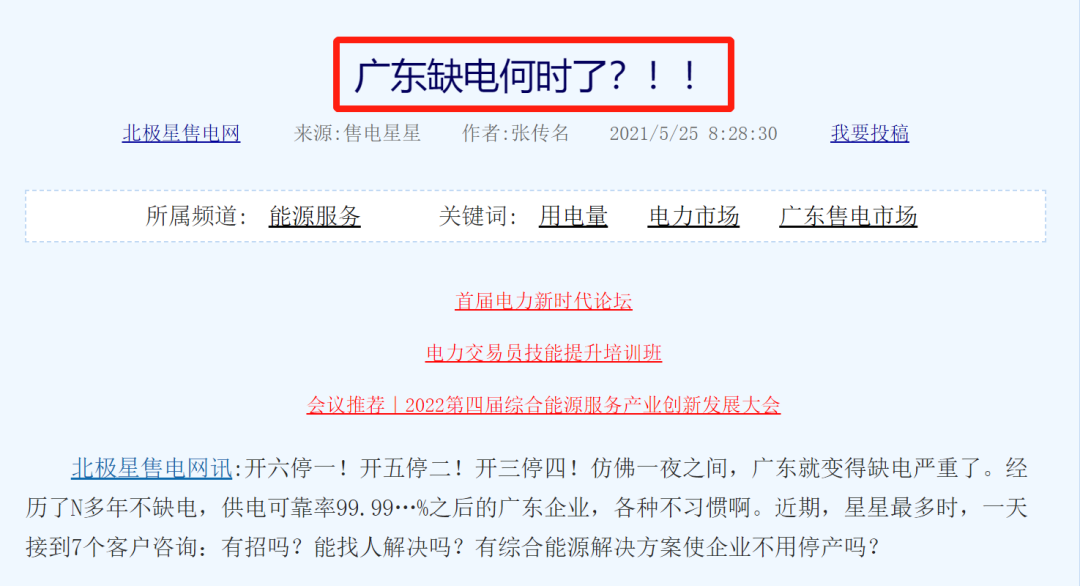 广东缺电何时了？！！
北极星售电网 来源:售电星星 作者:张传名 2021/5/25 8:28:30 我要投稿
所属频道: 能源服务 关键词: 用电量 电力市场 广东售电市场
首届电力新时代论坛
电力交易员技能提升培训班
会议推荐｜2022第四届综合能源服务产业创新发展大会
北极星售电网讯:开六停一！开五停二！开三停四！仿佛一夜之间，广东就变得缺电严重了。经
历了N多年不缺电，供电可靠率99.99…%之后的广东企业，各种不习惯啊。近期，星星最多时，一天
接到7个客户咨询：有招吗？能找人解决吗？有综合能源解决方案使企业不用停产吗？